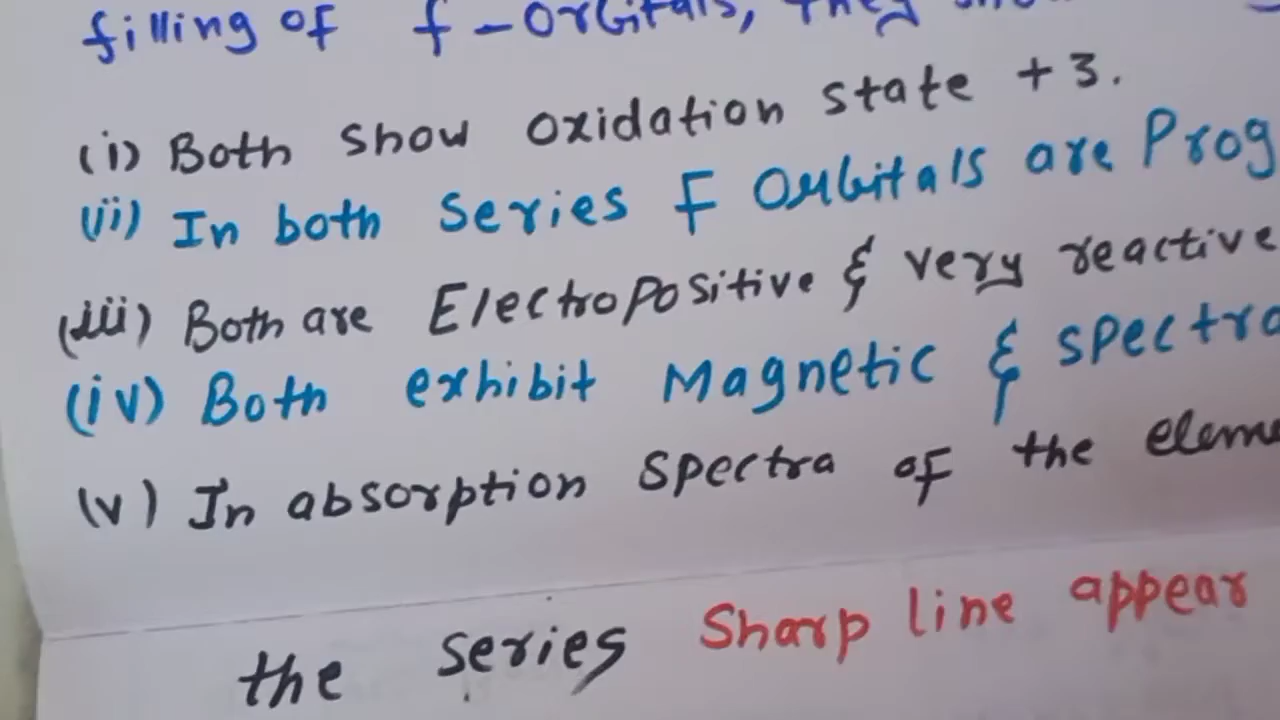 filling of f-Orbitals, They
(i) Both show oxidation state +3.
(ii) In both series F Orbitals are Prog
(iii) Both are Electropositive & very reactive
(iv) Both exhibit Magnetic & spectra
(v) In absorption spectra of the eleme
the series Sharp line appear